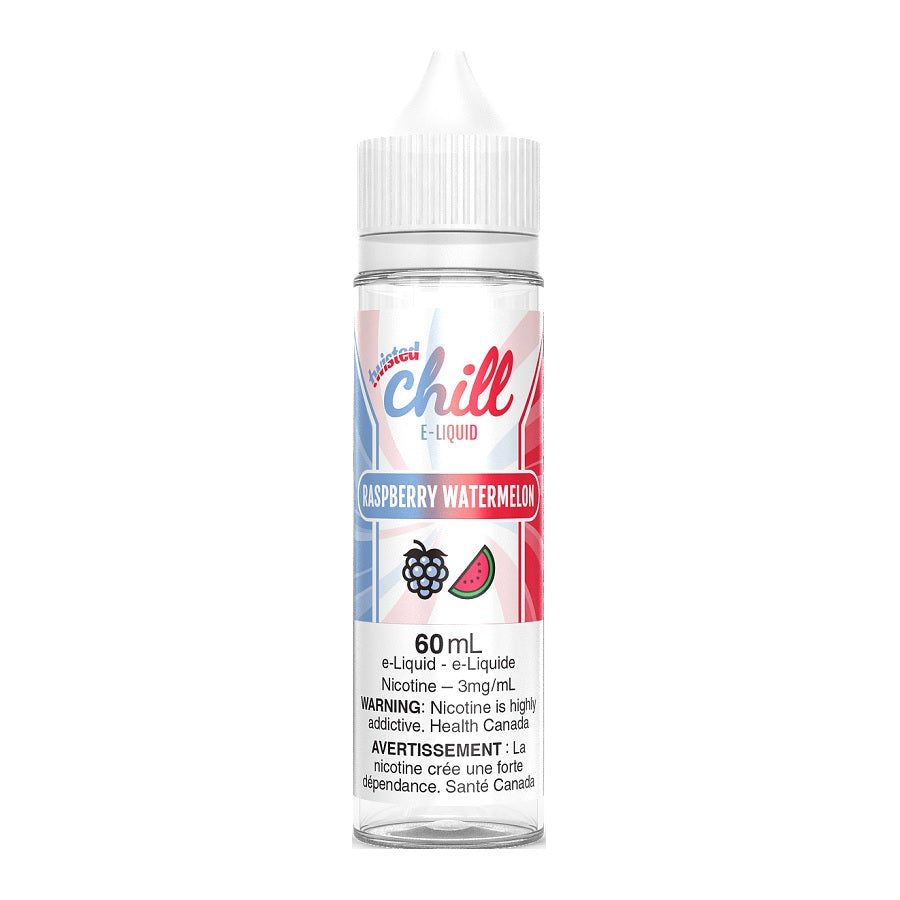 twisted
chill
E-LIQUID
RASPBERRY WATERMELON
60 mL
e-Liquid - e-Liquide
Nicotine – 3mg/mL
WARNING: Nicotine is highly
addictive. Health Canada
AVERTISSEMENT : La
nicotine crée une forte
dépendance. Santé Canada